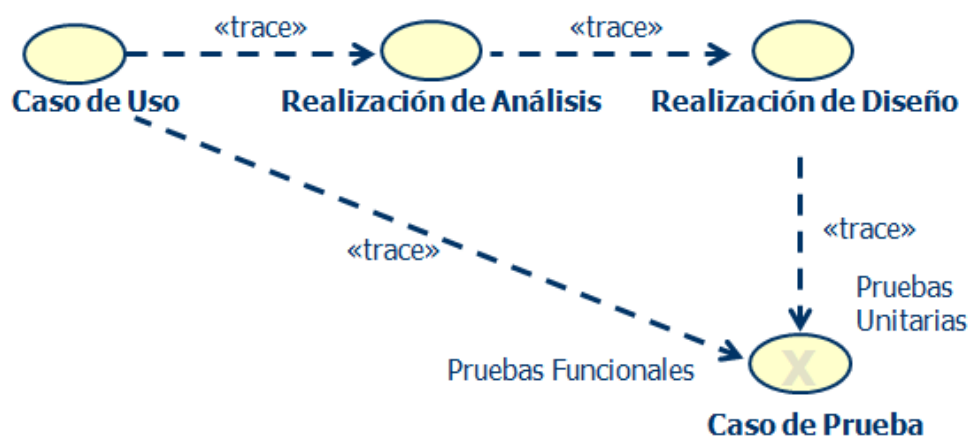 «trace»
«trace»
Caso de Uso
Realización de Análisis
Realización de Diseño
«trace»
«trace»
Pruebas
Unitarias
Pruebas Funcionales
X
Caso de Prueba